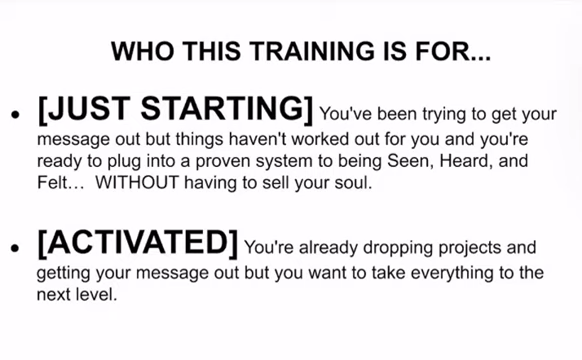 WHO THIS TRAINING IS FOR...
• [JUST STARTING] You've been trying to get your
message out but things haven't worked out for you and you're
ready to plug into a proven system to being Seen, Heard, and
Felt... WITHOUT having to sell your soul.
• [ACTIVATED] You're already dropping projects and
getting your message out but you want to take everything to the
next level.